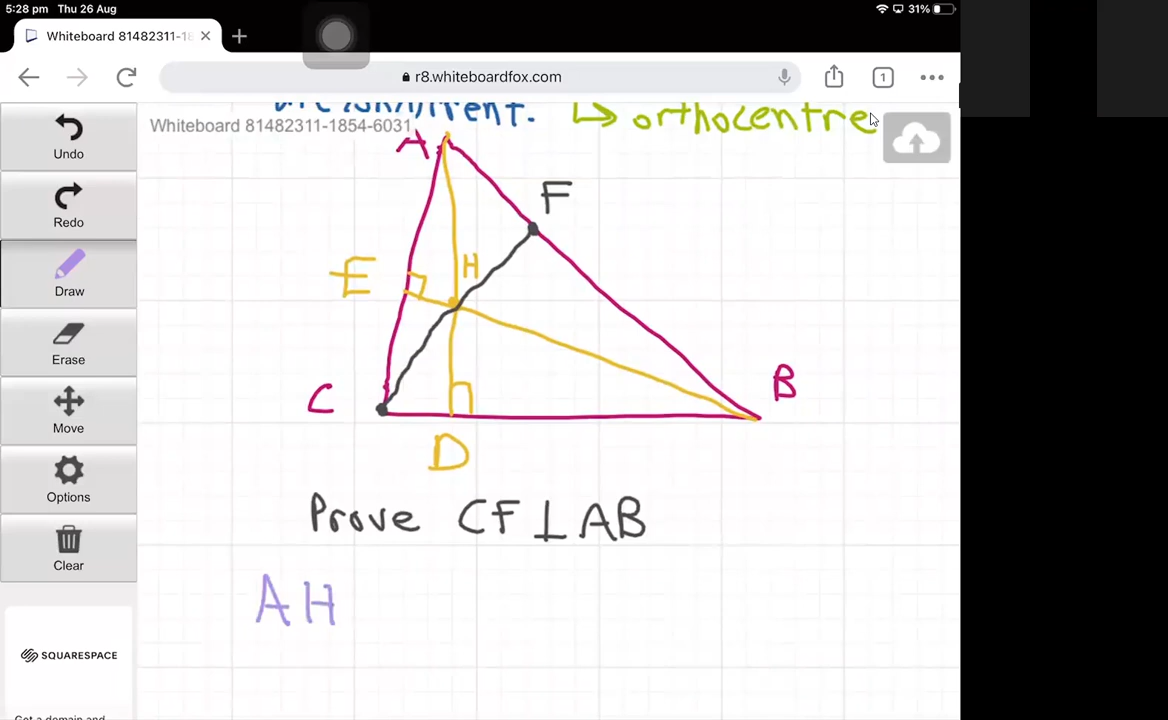 5:28 pm Thu 26 Aug 31%
Whiteboard 81482311-18
r8.whiteboardfox.com 1
Undo
Redo
Draw
Erase
Move
Options
Clear
SQUARESPACE
Whiteboard 81482311-1854-6031
orthocentre
A
F
E
H
C
B
D
Prove CF ⊥ AB
AH